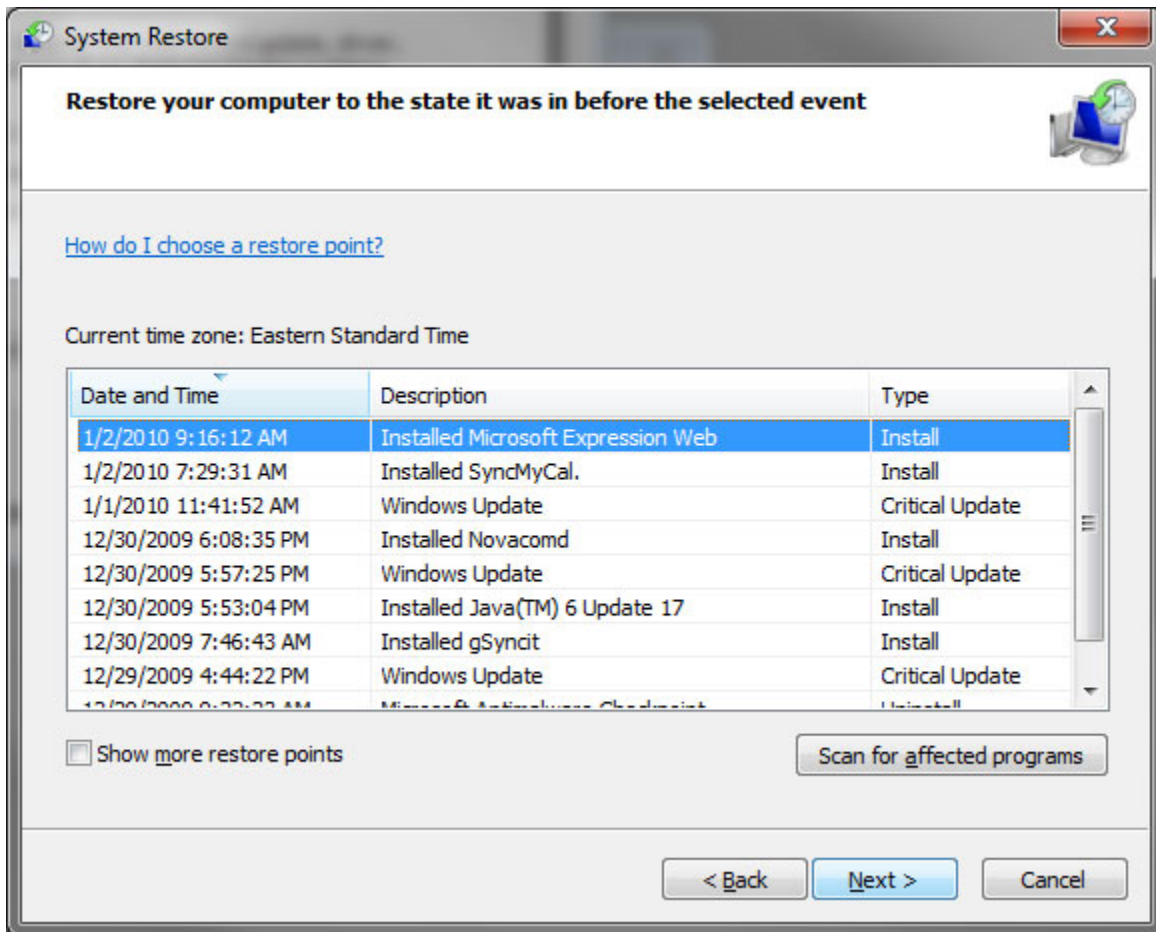 System Restore
Restore your computer to the state it was in before the selected event
How do I choose a restore point?
Current time zone: Eastern Standard Time
Date and Time Description Type
1/2/2010 9:16:12 AM Installed Microsoft Expression Web Install
1/2/2010 7:29:31 AM Installed SyncMyCal. Install
1/1/2010 11:41:52 AM Windows Update Critical Update
12/30/2009 6:08:35 PM Installed Novacomd Install
12/30/2009 5:57:25 PM Windows Update Critical Update
12/30/2009 5:53:04 PM Installed Java(TM) 6 Update 17 Install
12/30/2009 7:46:43 AM Installed gSyncit Install
12/29/2009 4:44:22 PM Windows Update Critical Update
Microsoft Antimalware Checkpoint Uninstall
Show more restore points
Scan for affected programs
< Back Next > Cancel